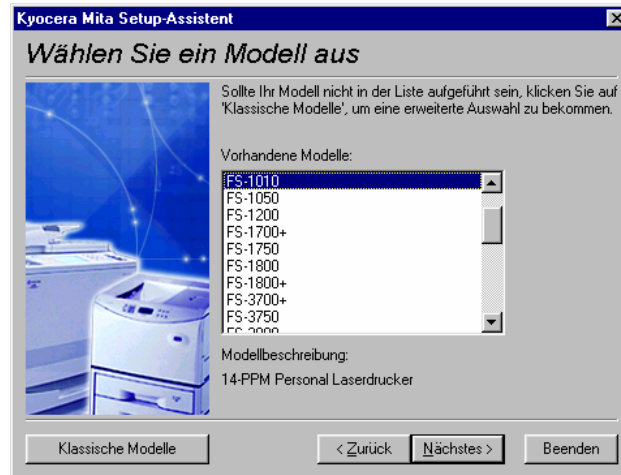 Kyocera Mita Setup-Assistent
Wählen Sie ein Modell aus
Sollte Ihr Modell nicht in der Liste aufgeführt sein, klicken Sie auf
'Klassische Modelle', um eine erweiterte Auswahl zu bekommen.
Vorhandene Modelle:
FS-1010
FS-1050
FS-1200
FS-1700+
FS-1750
FS-1800
FS-1800+
FS-3700+
FS-3750
Modellbeschreibung:
14-PPM Personal Laserdrucker
Klassische Modelle
< Zurück
Nächstes >
Beenden